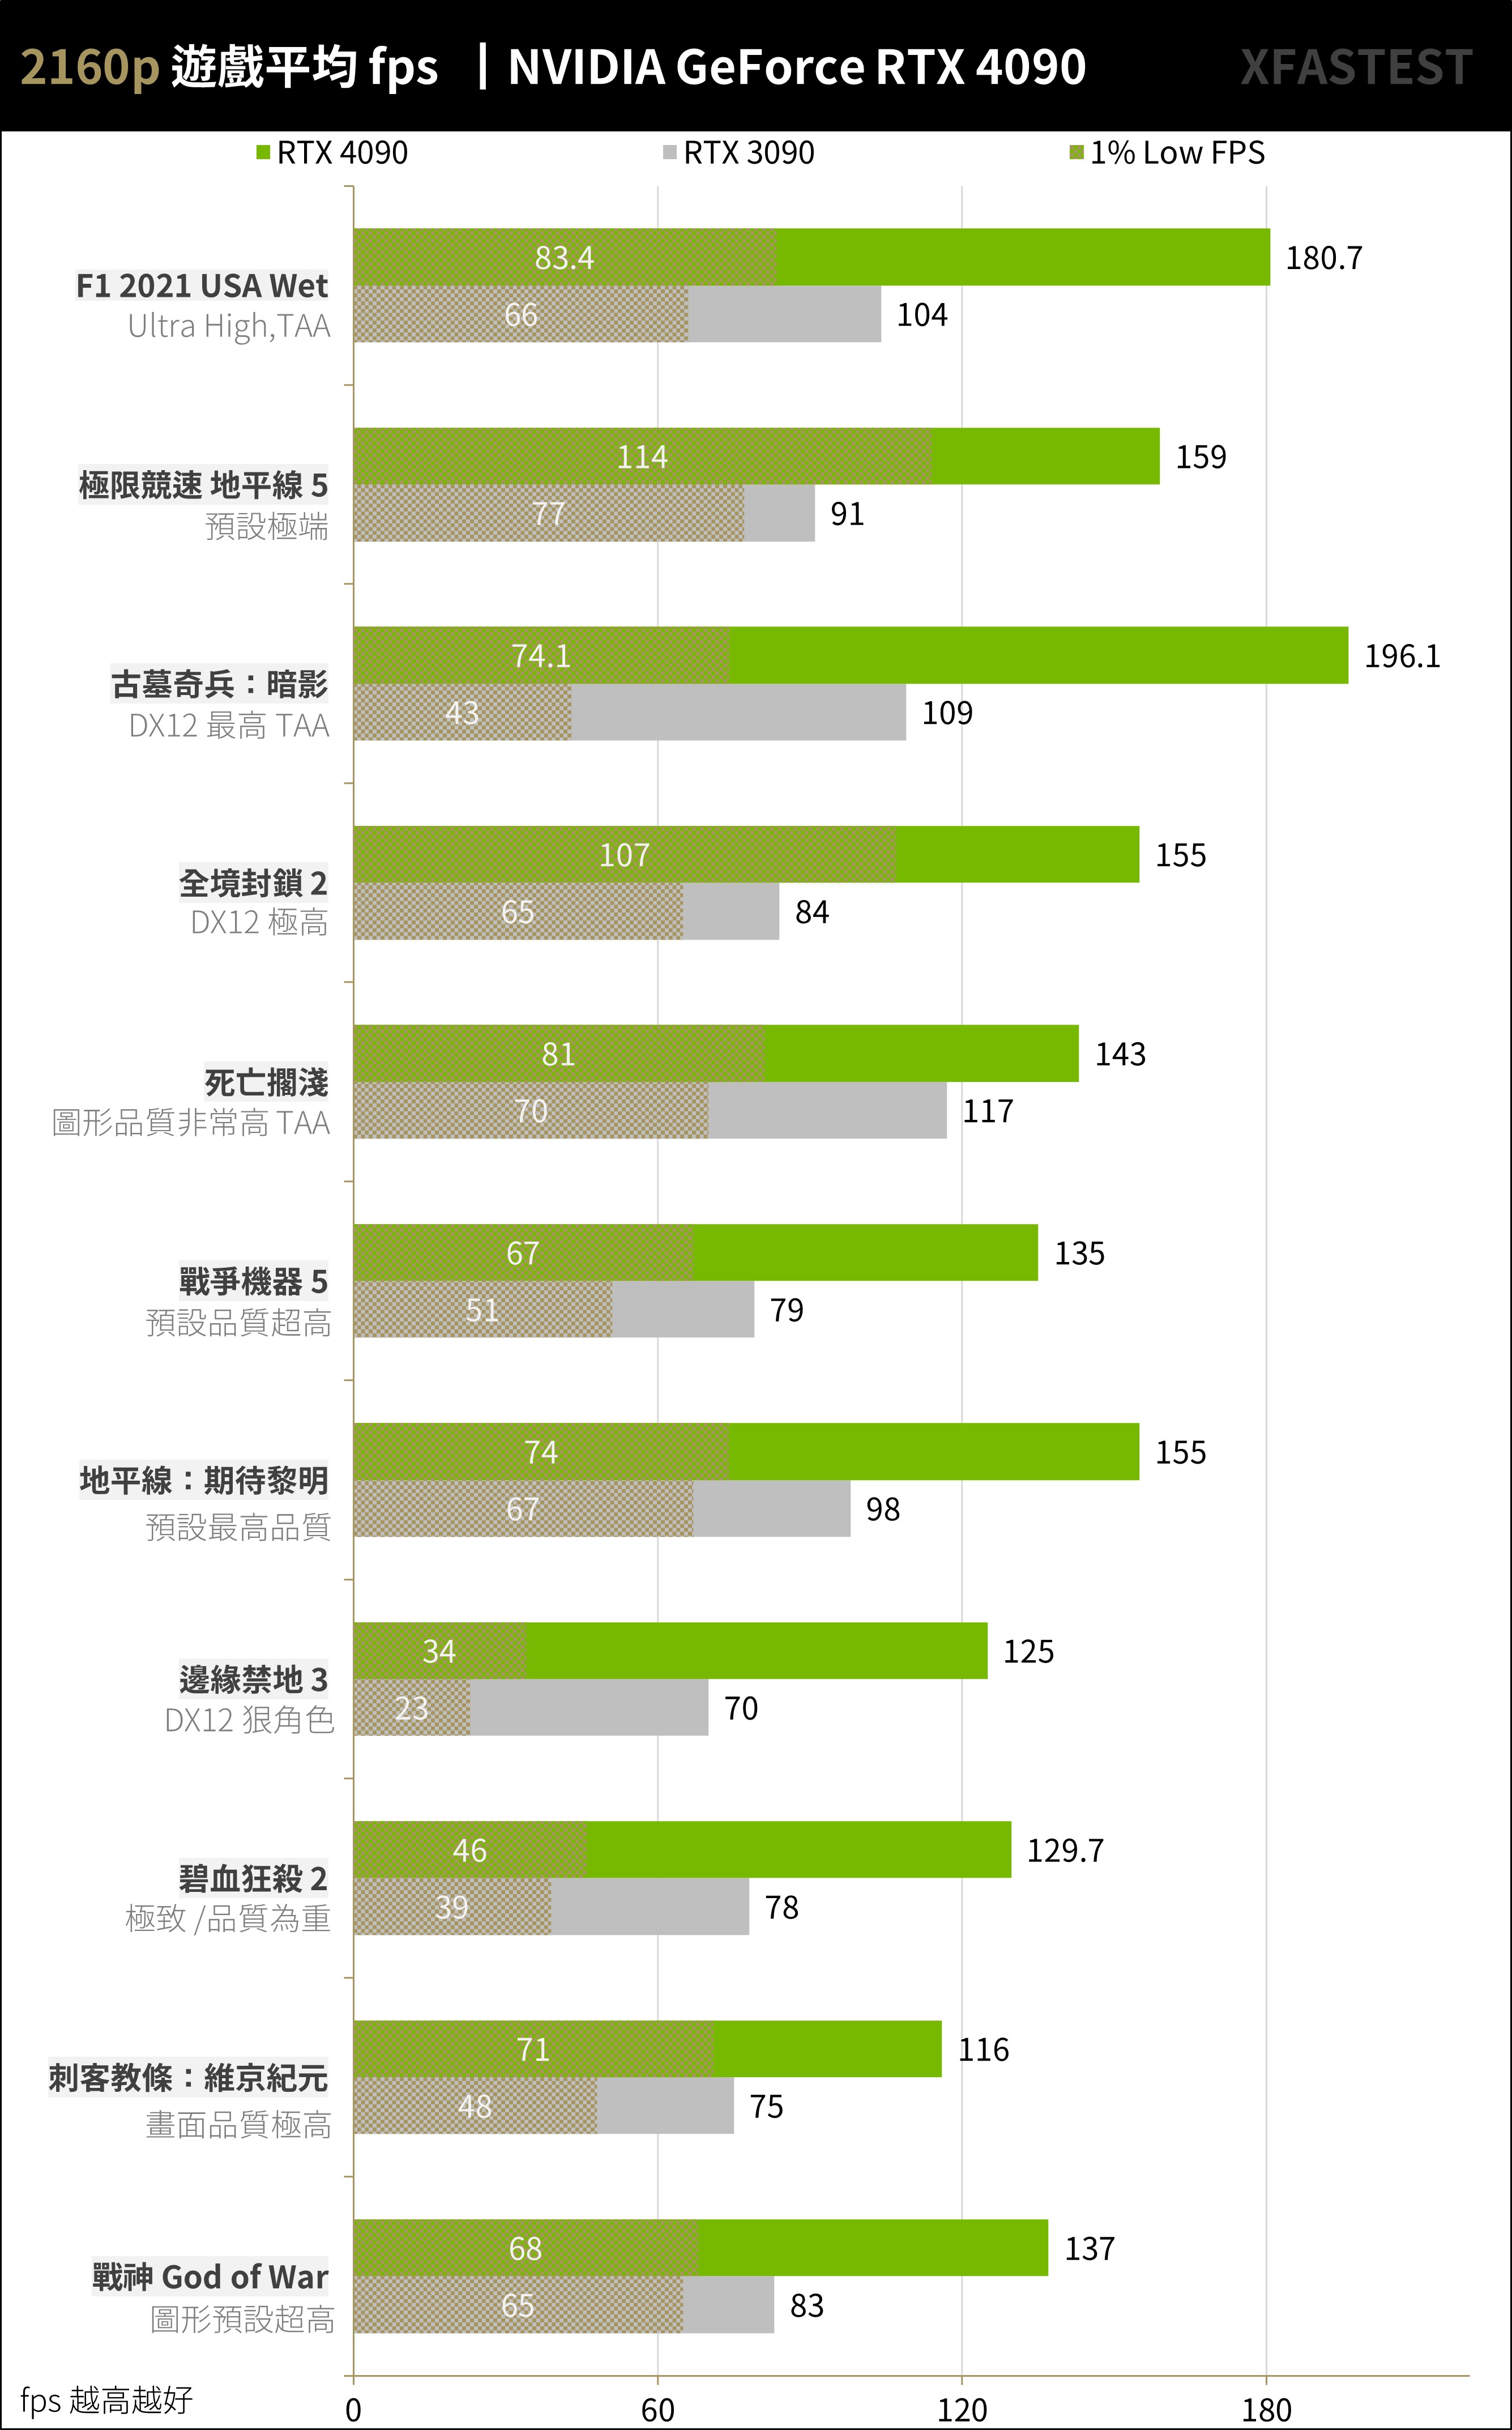 2160p 遊戲平均 fps | NVIDIA GeForce RTX 4090 XFASTEST
RTX 4090 RTX 3090 1% Low FPS
F1 2021 USA Wet
Ultra High,TAA
83.4 180.7
66 104
極限競速 地平線 5
預設極端
114 159
77 91
古墓奇兵：暗影
DX12 最高 TAA
74.1 196.1
43 109
全境封鎖 2
DX12 極高
107 155
65 84
死亡擱淺
圖形品質非常高 TAA
81 143
70 117
戰爭機器 5
預設品質超高
67 135
51 79
地平線：期待黎明
預設最高品質
74 155
67 98
邊緣禁地 3
DX12 狠角色
34 125
23 70
碧血狂殺 2
極致 /品質為重
46 129.7
39 78
刺客教條：維京紀元
畫面品質極高
71 116
48 75
戰神 God of War
圖形預設超高
68 137
65 83
fps 越高越好
0 60 120 180